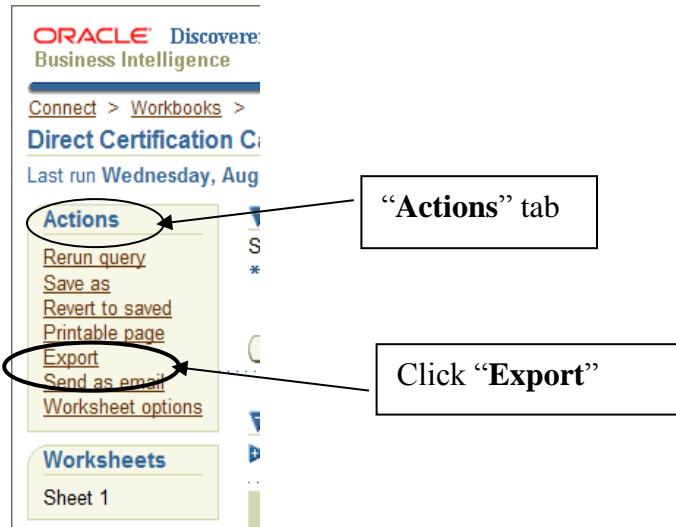 ORACLE Discovere
Business Intelligence
Connect > Workbooks >
Direct Certification
Last run Wednesday, Aug
Actions
Rerun query
Save as
Revert to saved
Printable page
Export
Send as email
Worksheet options
Worksheets
Sheet 1
S
*
“Actions” tab
Click “Export”